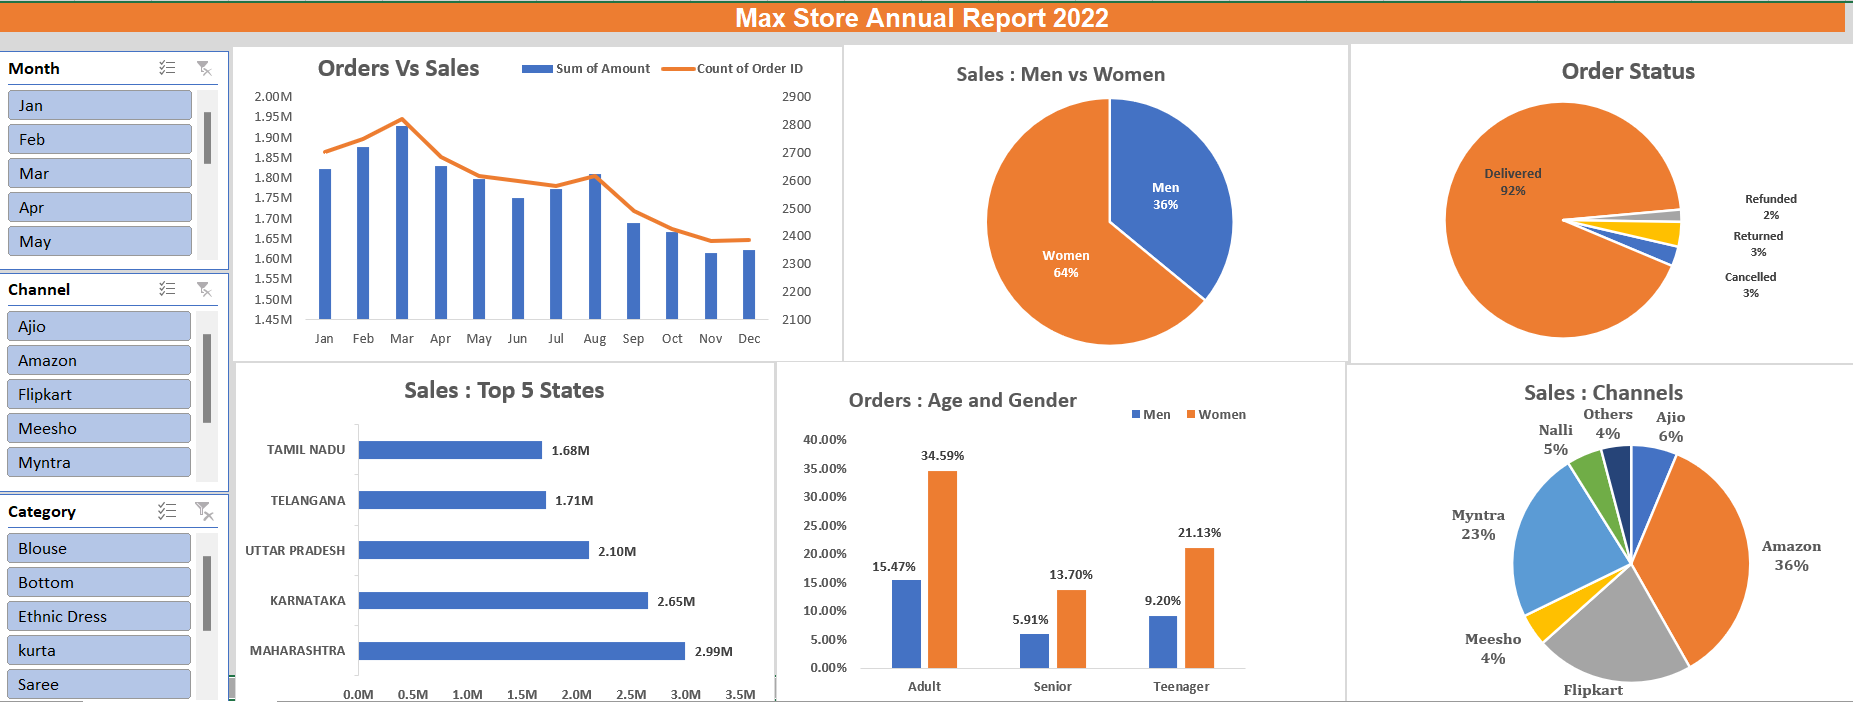 Max Store Annual Report 2022
Month
Jan
Feb
Mar
Apr
May
Channel
Ajio
Amazon
Flipkart
Meesho
Myntra
Category
Blouse
Bottom
Ethnic Dress
kurta
Saree
Orders Vs Sales
Sum of Amount
Count of Order ID
2.00M
1.95M
1.90M
1.85M
1.80M
1.75M
1.70M
1.65M
1.60M
1.55M
1.50M
1.45M
2900
2800
2700
2600
2500
2400
2300
2200
2100
Jan Feb Mar Apr May Jun Jul Aug Sep Oct Nov Dec
Sales : Men vs Women
Men
36%
Women
64%
Order Status
Delivered
92%
Refunded
2%
Returned
3%
Cancelled
3%
Sales : Top 5 States
TAMIL NADU 1.68M
TELANGANA 1.71M
UTTAR PRADESH 2.10M
KARNATAKA 2.65M
MAHARASHTRA 2.99M
0.0M 0.5M 1.0M 1.5M 2.0M 2.5M 3.0M 3.5M
Orders : Age and Gender
Men Women
40.00%
35.00%
30.00%
25.00%
20.00%
15.00%
10.00%
5.00%
0.00%
15.47% 34.59%
5.91% 13.70%
9.20% 21.13%
Adult Senior Teenager
Sales : Channels
Others
4%
Ajio
6%
Nalli
5%
Myntra
23%
Amazon
36%
Meesho
4%
Flipkart